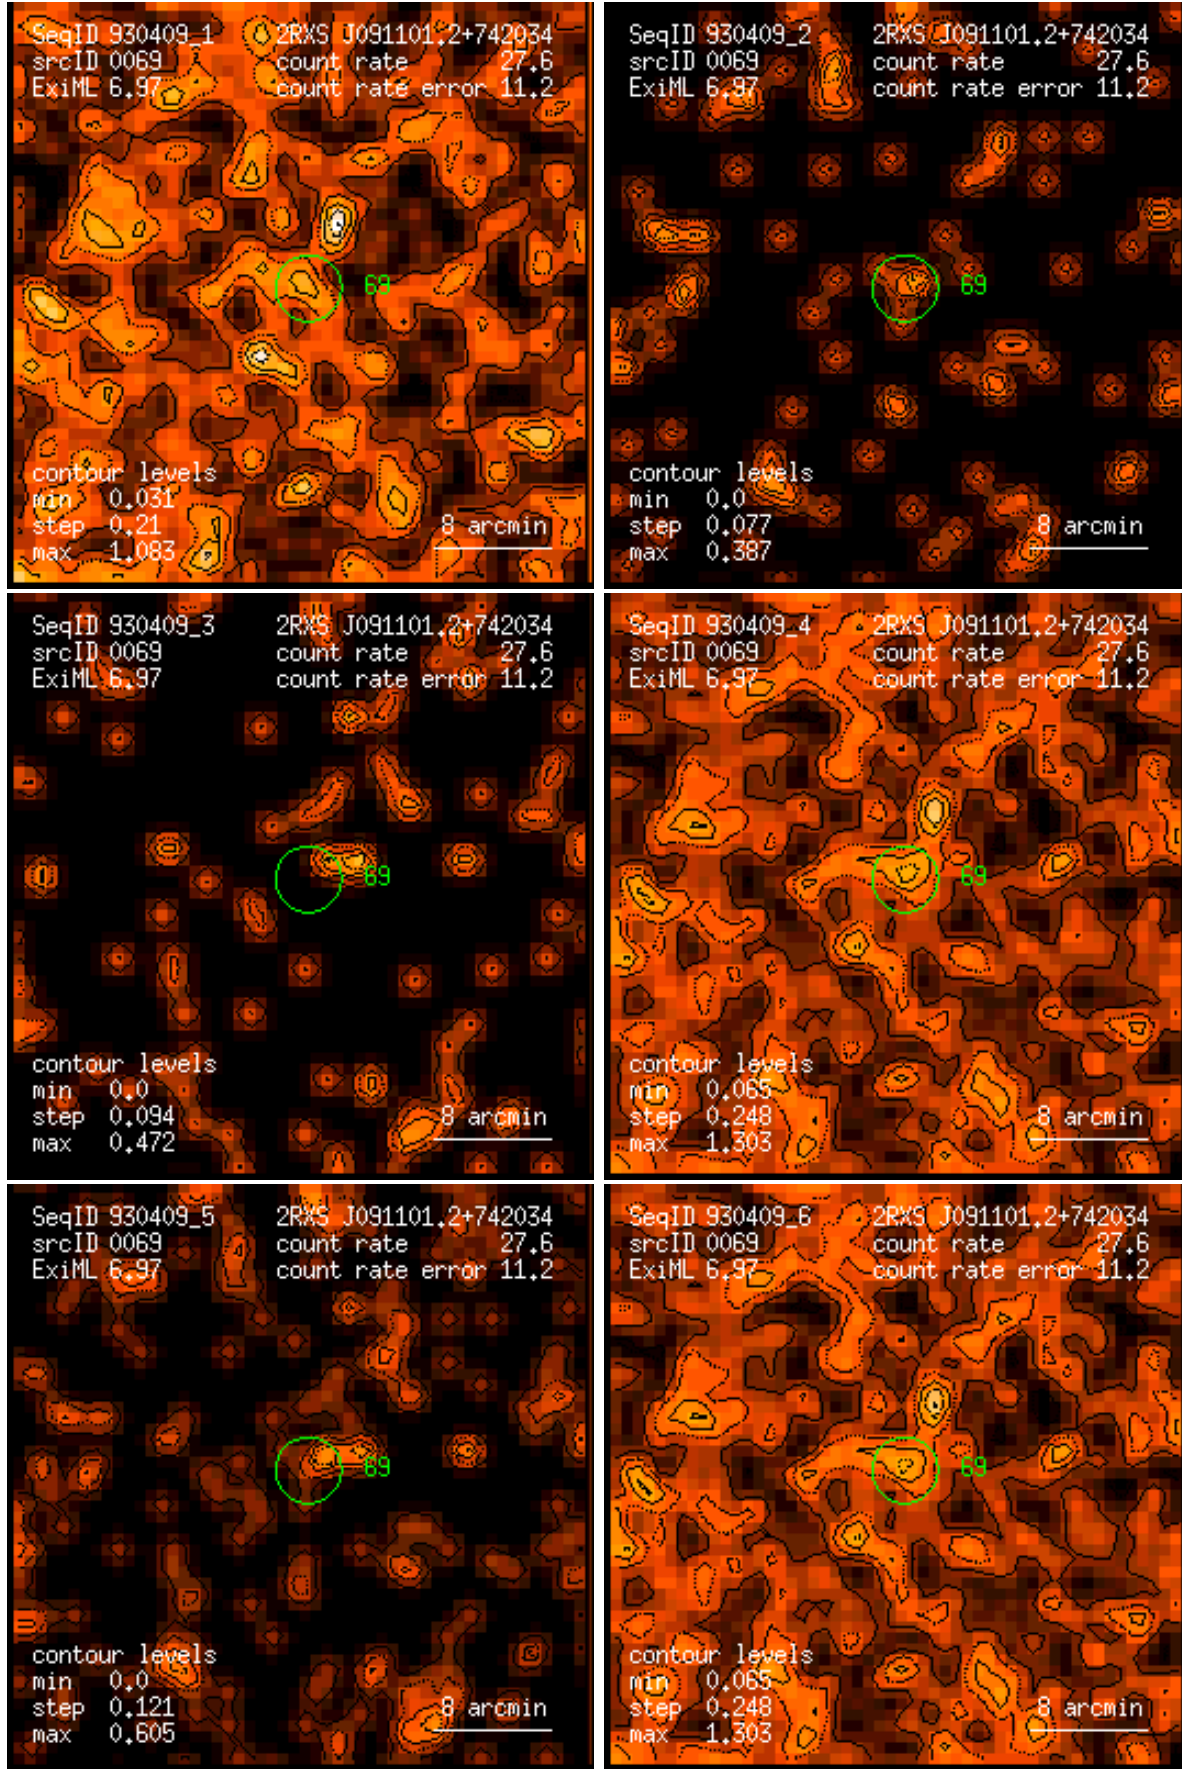 SeqID 930409_1 2RXS J091101.2+742034
srcID 0069 count rate 27.6
ExiML 6.97 count rate error 11.2
69
contour levels
min 0.031
step 0.21 8 arcmin
max 1.083
SeqID 930409_2 2RXS J091101.2+742034
srcID 0069 count rate 27.6
ExiML 6.97 count rate error 11.2
69
contour levels
min 0.0
step 0.077 8 arcmin
max 0.387
SeqID 930409_3 2RXS J091101.2+742034
srcID 0069 count rate 27.6
ExiML 6.97 count rate error 11.2
69
contour levels
min 0.0
step 0.094 8 arcmin
max 0.472
SeqID 930409_4 2RXS J091101.2+742034
srcID 0069 count rate 27.6
ExiML 6.97 count rate error 11.2
69
contour levels
min 0.065
step 0.248 8 arcmin
max 1.303
SeqID 930409_5 2RXS J091101.2+742034
srcID 0069 count rate 27.6
ExiML 6.97 count rate error 11.2
69
contour levels
min 0.0
step 0.121 8 arcmin
max 0.605
SeqID 930409_6 2RXS J091101.2+742034
srcID 0069 count rate 27.6
ExiML 6.97 count rate error 11.2
69
contour levels
min 0.065
step 0.248 8 arcmin
max 1.303